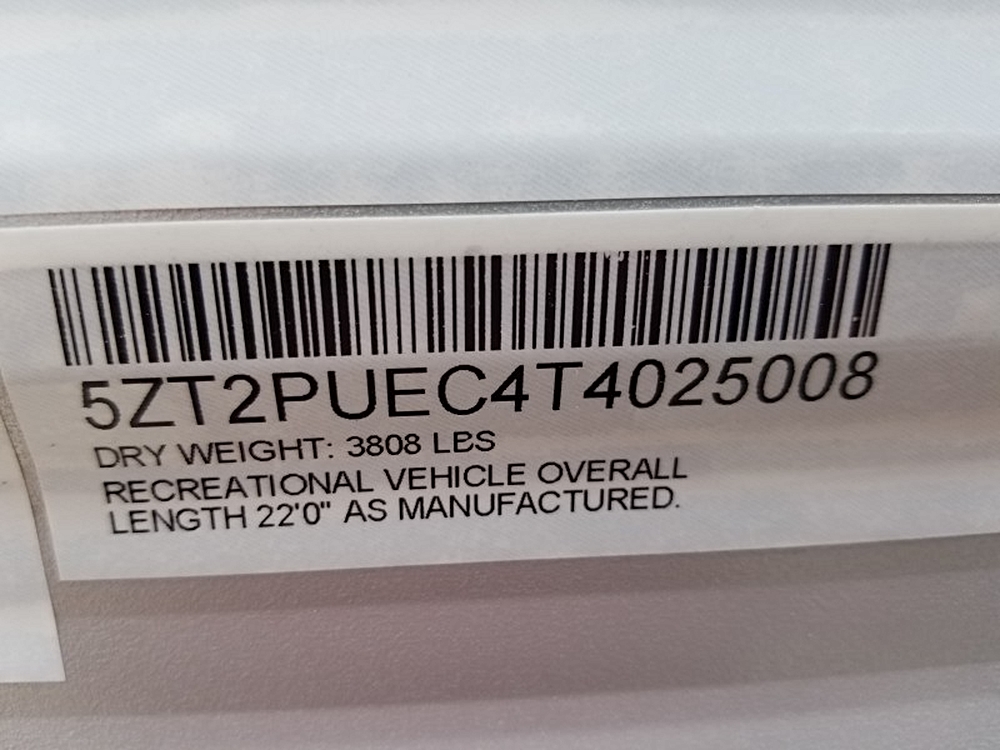 5ZT2PUEC4T4025008
DRY WEIGHT: 3808 LBS
RECREATIONAL VEHICLE OVERALL
LENGTH 22'0" AS MANUFACTURED.